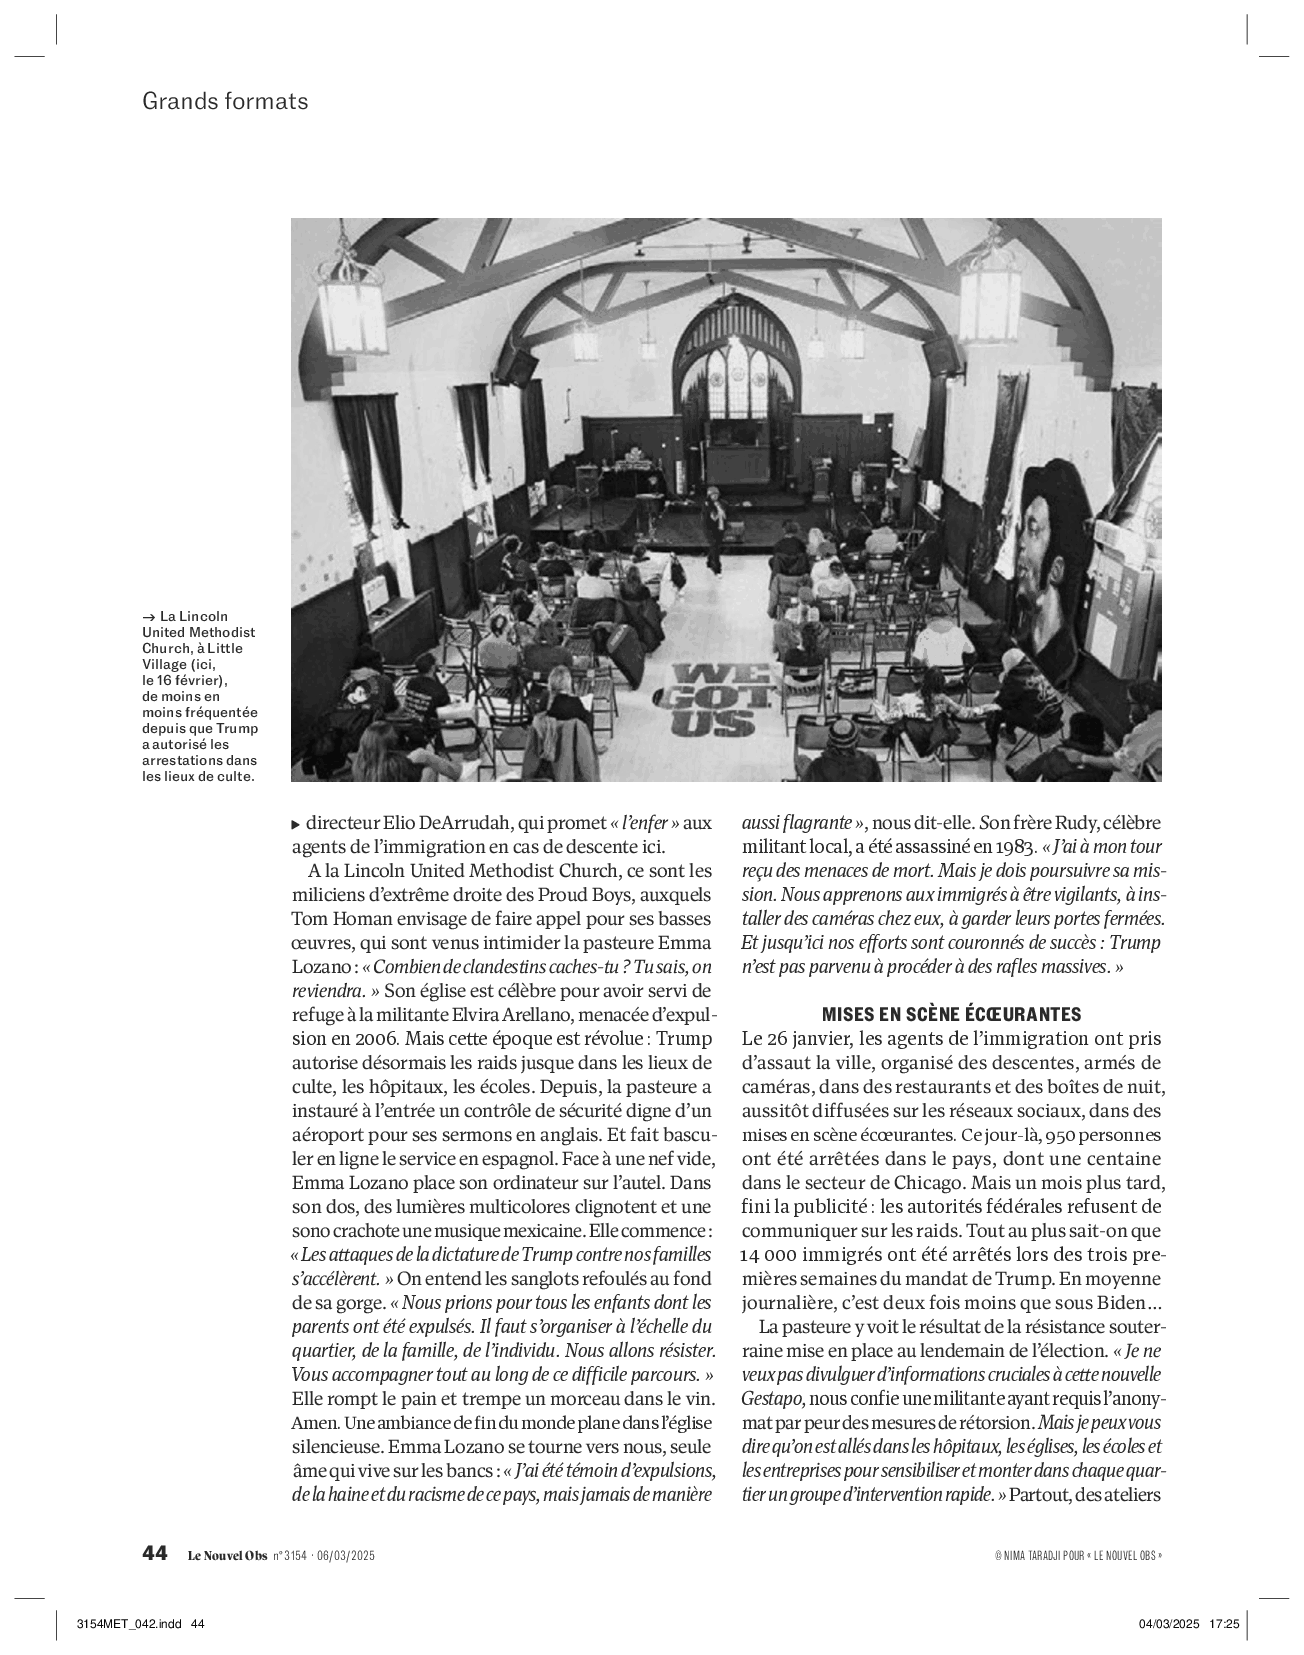 Grands formats
WE
GOT
US
→ La Lincoln
United Methodist
Church, à Little
Village (ici,
le 16 février),
de moins en
moins fréquentée
depuis que Trump
a autorisé les
arrestations dans
les lieux de culte.
▸ directeur Elio DeArrudah, qui promet « l’enfer » aux
agents de l’immigration en cas de descente ici.
A la Lincoln United Methodist Church, ce sont les
miliciens d’extrême droite des Proud Boys, auxquels
Tom Homan envisage de faire appel pour ses basses
œuvres, qui sont venus intimider la pasteure Emma
Lozano : « Combien de clandestins caches-tu ? Tu sais, on
reviendra. » Son église est célèbre pour avoir servi de
refuge à la militante Elvira Arellano, menacée d’expul-
sion en 2006. Mais cette époque est révolue : Trump
autorise désormais les raids jusque dans les lieux de
culte, les hôpitaux, les écoles. Depuis, la pasteure a
instauré à l’entrée un contrôle de sécurité digne d’un
aéroport pour ses sermons en anglais. Et fait bascu-
ler en ligne le service en espagnol. Face à une nef vide,
Emma Lozano place son ordinateur sur l’autel. Dans
son dos, des lumières multicolores clignotent et une
sono crachote une musique mexicaine. Elle commence :
« Les attaques de la dictature de Trump contre nos familles
s’accélèrent. » On entend les sanglots refoulés au fond
de sa gorge. « Nous prions pour tous les enfants dont les
parents ont été expulsés. Il faut s’organiser à l’échelle du
quartier, de la famille, de l’individu. Nous allons résister.
Vous accompagner tout au long de ce difficile parcours. »
Elle rompt le pain et trempe un morceau dans le vin.
Amen. Une ambiance de fin du monde plane dans l’église
silencieuse. Emma Lozano se tourne vers nous, seule
âme qui vive sur les bancs : « J’ai été témoin d’expulsions,
de la haine et du racisme de ce pays, mais jamais de manière
aussi flagrante », nous dit-elle. Son frère Rudy, célèbre
militant local, a été assassiné en 1983. « J’ai à mon tour
reçu des menaces de mort. Mais je dois poursuivre sa mis-
sion. Nous apprenons aux immigrés à être vigilants, à ins-
taller des caméras chez eux, à garder leurs portes fermées.
Et jusqu’ici nos efforts sont couronnés de succès : Trump
n’est pas parvenu à procéder à des rafles massives. »
MISES EN SCÈNE ÉCŒURANTES
Le 26 janvier, les agents de l’immigration ont pris
d’assaut la ville, organisé des descentes, armés de
caméras, dans des restaurants et des boîtes de nuit,
aussitôt diffusées sur les réseaux sociaux, dans des
mises en scène écœurantes. Ce jour-là, 950 personnes
ont été arrêtées dans le pays, dont une centaine
dans le secteur de Chicago. Mais un mois plus tard,
fini la publicité : les autorités fédérales refusent de
communiquer sur les raids. Tout au plus sait-on que
14 000 immigrés ont été arrêtés lors des trois pre-
mières semaines du mandat de Trump. En moyenne
journalière, c’est deux fois moins que sous Biden…
La pasteure y voit le résultat de la résistance souter-
raine mise en place au lendemain de l’élection. « Je ne
veux pas divulguer d’informations cruciales à cette nouvelle
Gestapo, nous confie une militante ayant requis l’anony-
mat par peur des mesures de rétorsion. Mais je peux vous
dire qu’on est allés dans les hôpitaux, les églises, les écoles et
les entreprises pour sensibiliser et monter dans chaque quar-
tier un groupe d’intervention rapide. » Partout, des ateliers
44 Le Nouvel Obs n° 3154 · 06/03/2025
© NIMA TARADJI POUR « LE NOUVEL OBS »
3154MET_042.indd 44
04/03/2025 17:25